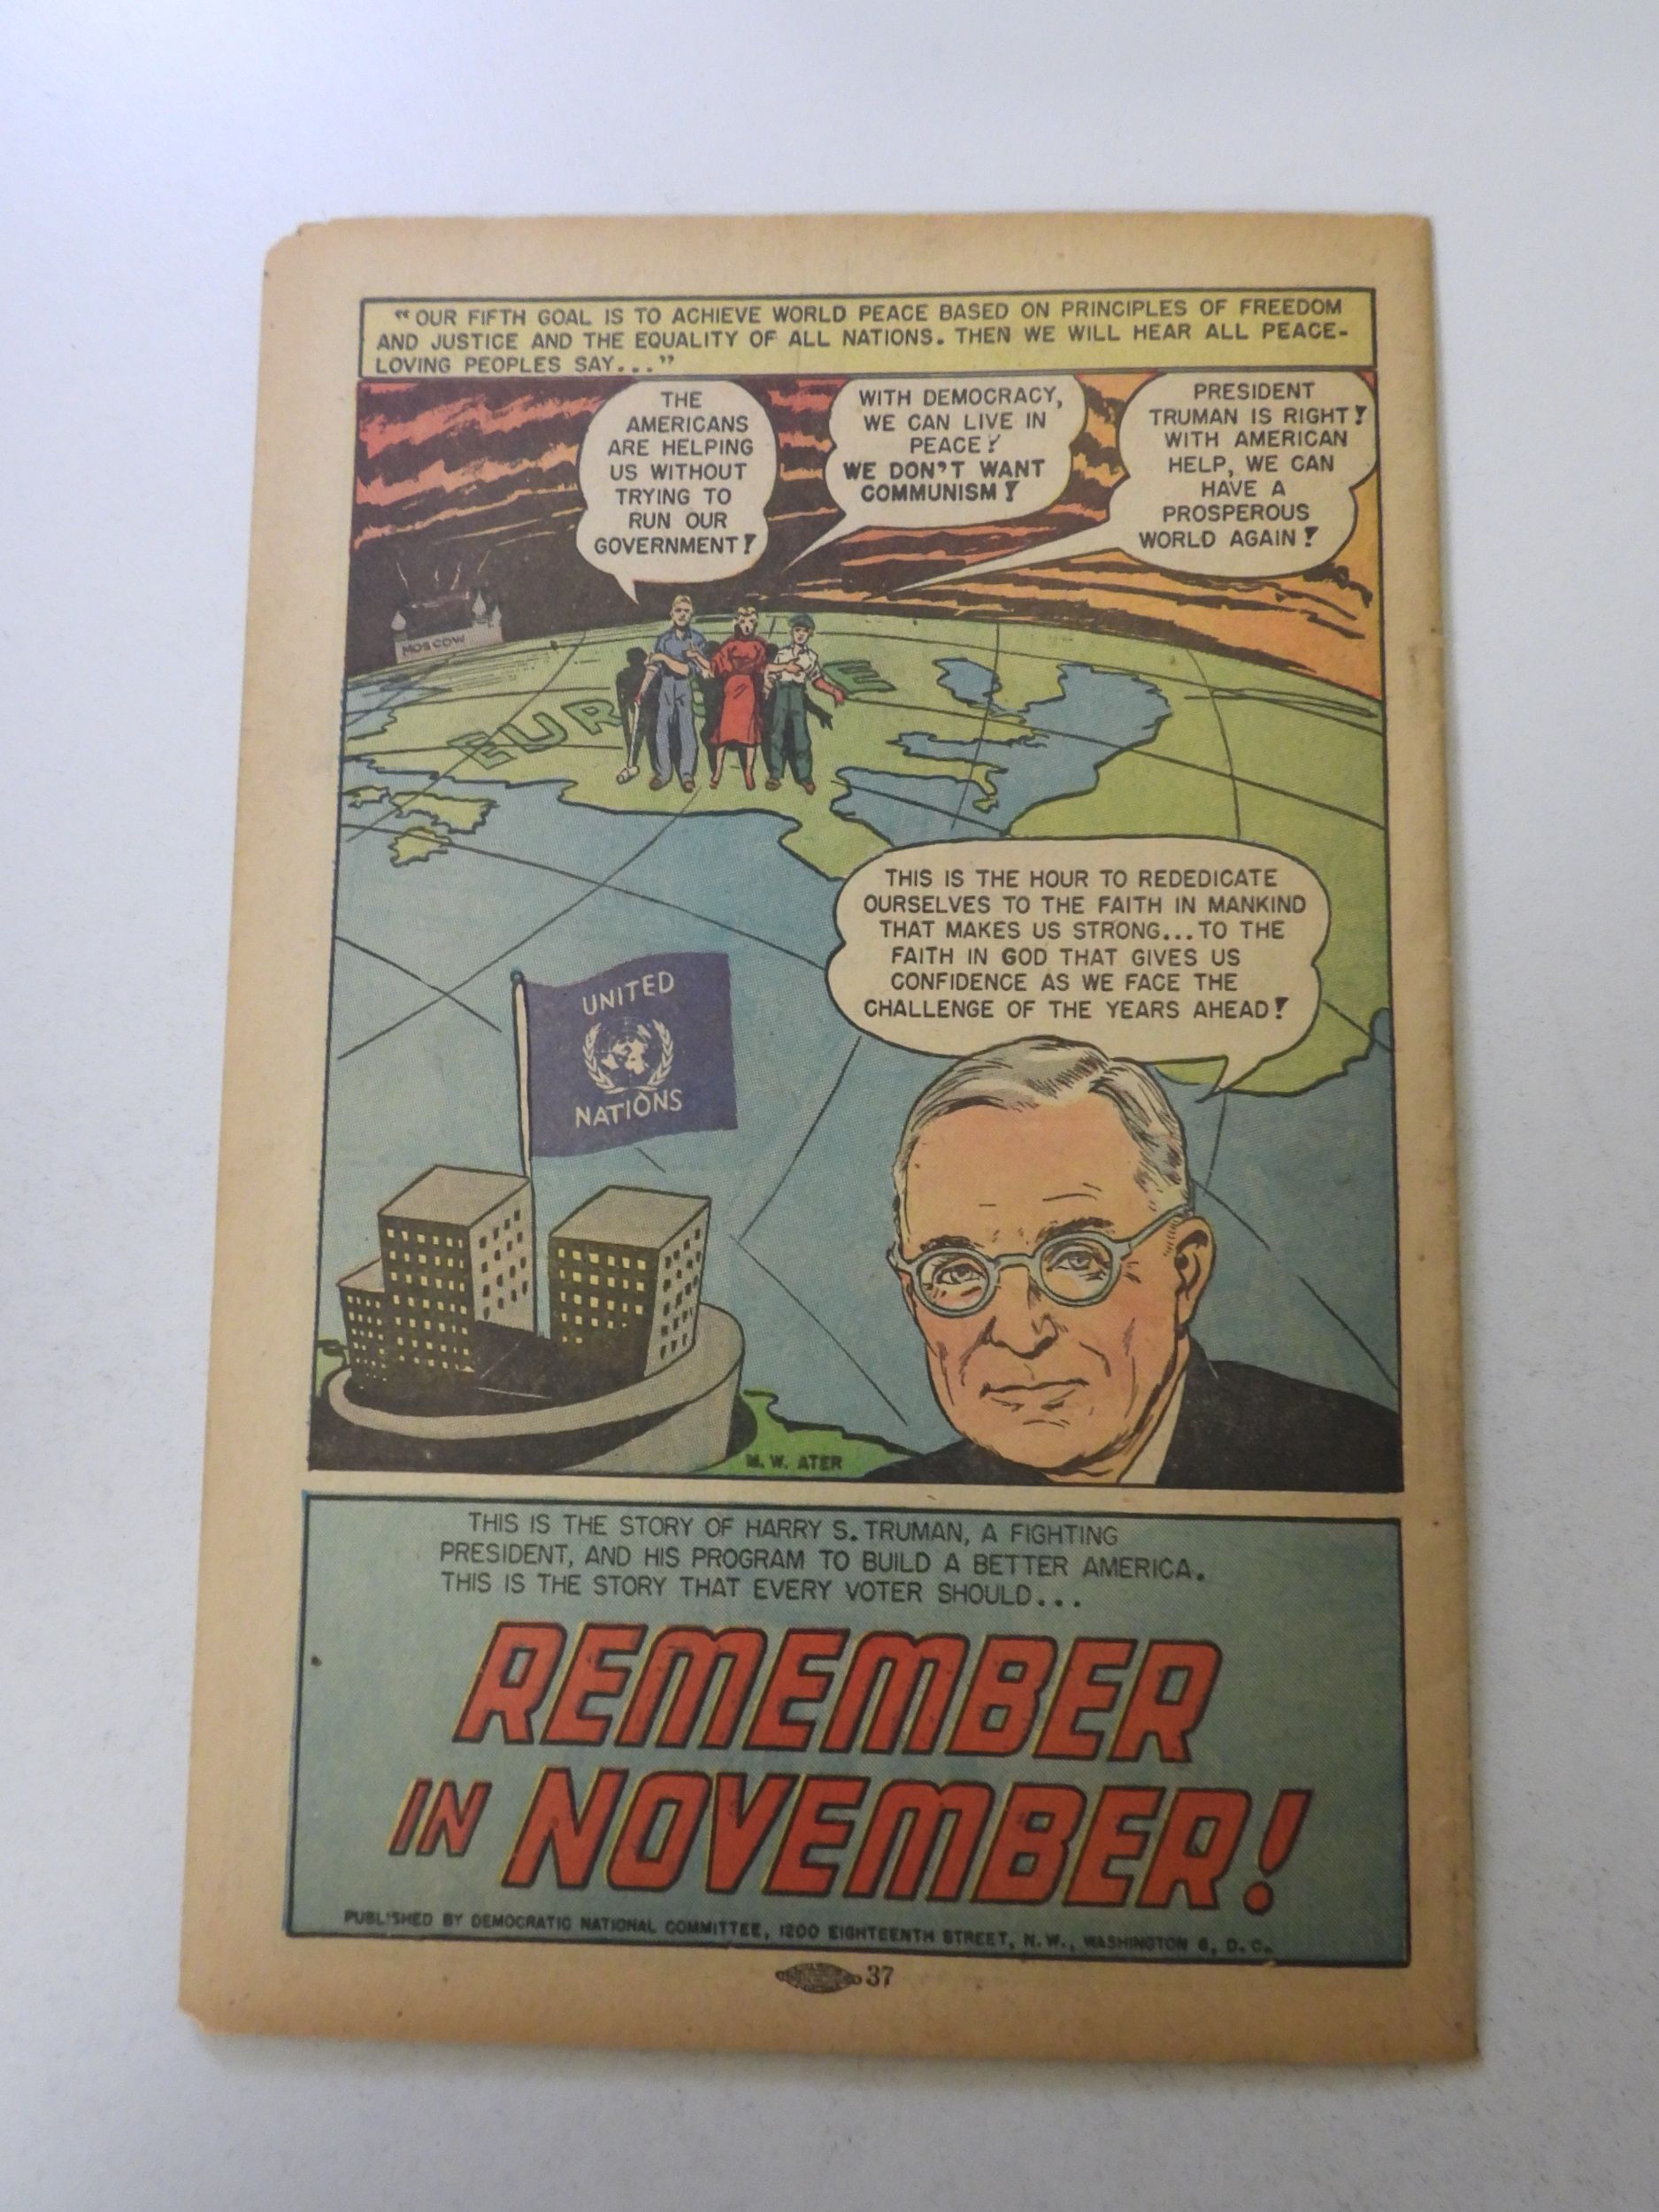 “OUR FIFTH GOAL IS TO ACHIEVE WORLD PEACE BASED ON PRINCIPLES OF FREEDOM
AND JUSTICE AND THE EQUALITY OF ALL NATIONS. THEN WE WILL HEAR ALL PEACE-
LOVING PEOPLES SAY...”
THE
AMERICANS
ARE HELPING
US WITHOUT
TRYING TO
RUN OUR
GOVERNMENT!
WITH DEMOCRACY,
WE CAN LIVE IN
PEACE!
WE DON'T WANT
COMMUNISM!
PRESIDENT
TRUMAN IS RIGHT!
WITH AMERICAN
HELP, WE CAN
HAVE A
PROSPEROUS
WORLD AGAIN!
MOSCOW
EUR E
THIS IS THE HOUR TO REDEDICATE
OURSELVES TO THE FAITH IN MANKIND
THAT MAKES US STRONG...TO THE
FAITH IN GOD THAT GIVES US
CONFIDENCE AS WE FACE THE
CHALLENGE OF THE YEARS AHEAD!
UNITED
NATIONS
M. W. ATER
THIS IS THE STORY OF HARRY S. TRUMAN, A FIGHTING
PRESIDENT, AND HIS PROGRAM TO BUILD A BETTER AMERICA.
THIS IS THE STORY THAT EVERY VOTER SHOULD...
REMEMBER
IN NOVEMBER!
PUBLISHED BY DEMOCRATIC NATIONAL COMMITTEE, 1200 EIGHTEENTH STREET, N. W., WASHINGTON 6, D. C.
37